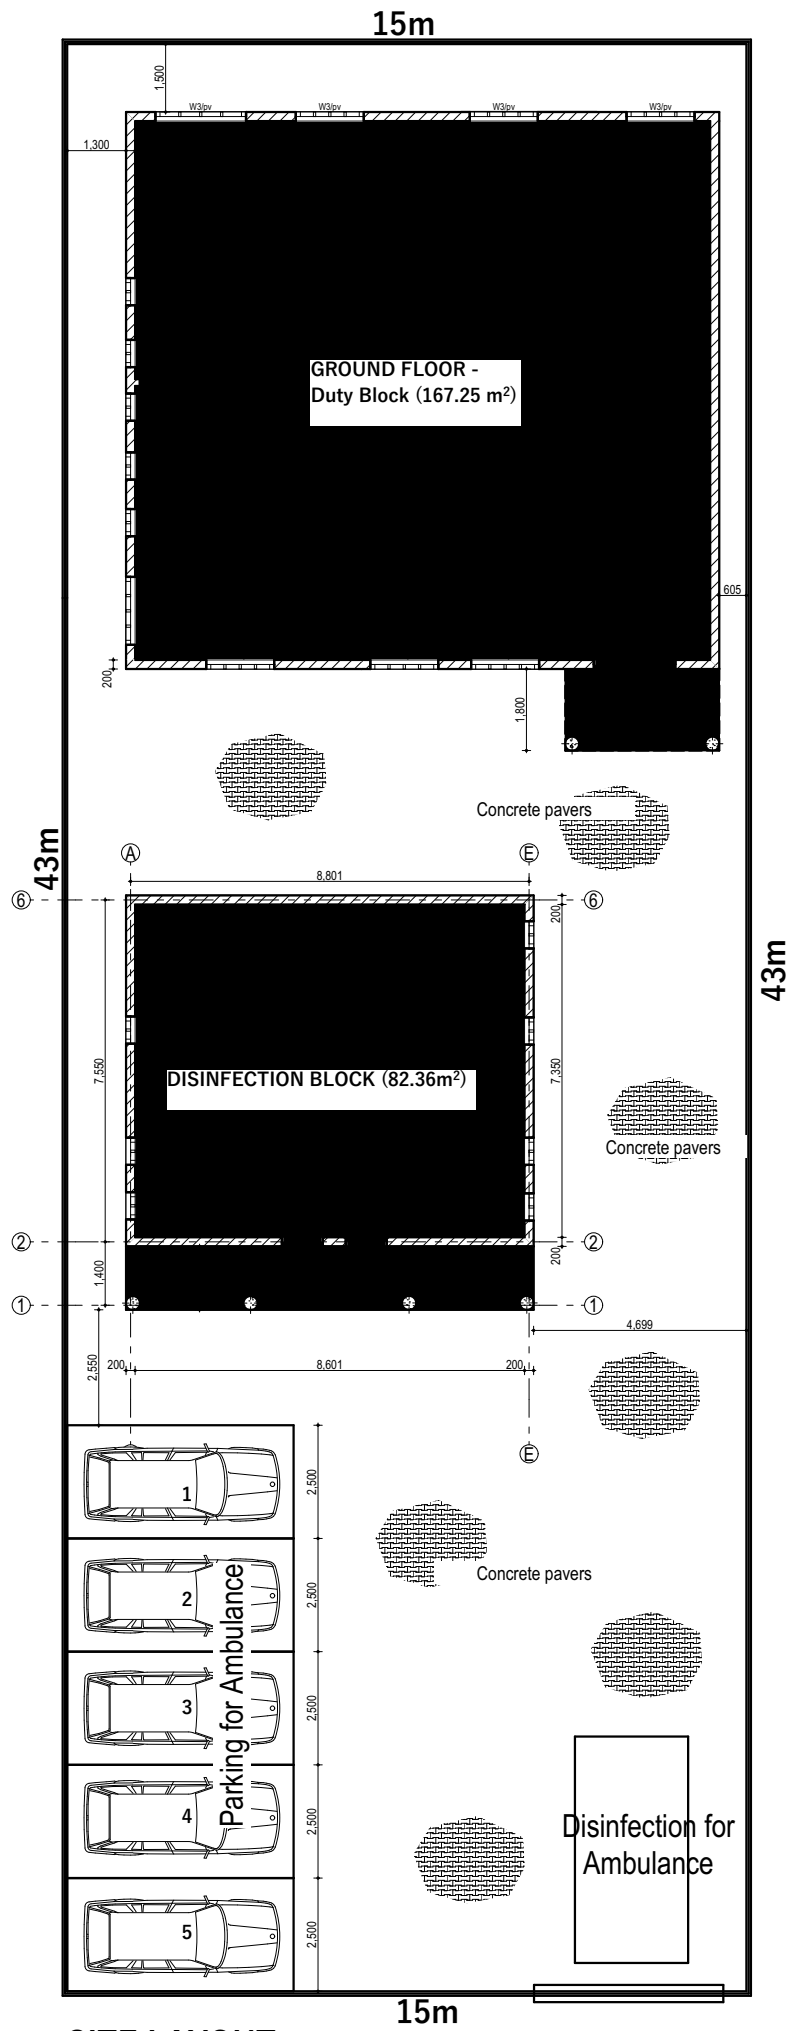 15m
1,500
W3/pv
W3/pv
W3/pv
W3/pv
1,300
GROUND FLOOR -
Duty Block (167.25 m²)
605
200
1,800
Concrete pavers
43m
A
E
8,801
6
6
200
43m
7,550
7,350
DISINFECTION BLOCK (82.36m²)
Concrete pavers
2
2
200
1,400
1
1
4,699
2,550
200
8,601
200
E
1
2,500
Concrete pavers
2
2,500
Parking for Ambulance
3
2,500
4
2,500
Disinfection for
Ambulance
5
2,500
15m